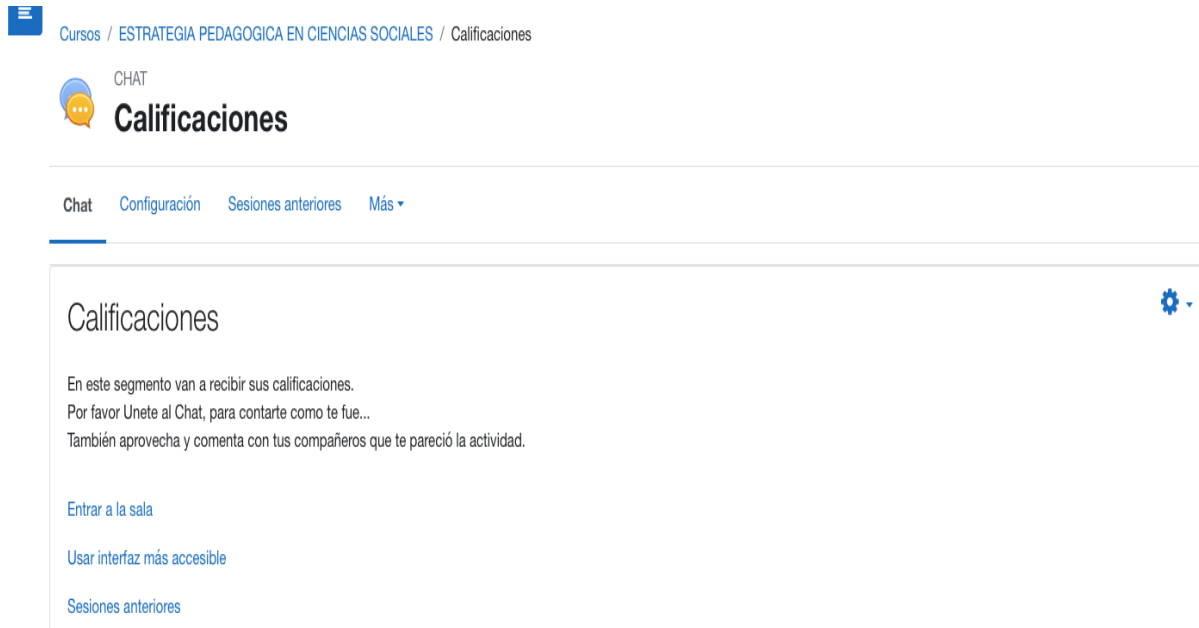 Cursos / ESTRATEGIA PEDAGOGICA EN CIENCIAS SOCIALES / Calificaciones
CHAT
Calificaciones
Chat Configuración Sesiones anteriores Más
Calificaciones
En este segmento van a recibir sus calificaciones.
Por favor Unete al Chat, para contarte como te fue...
También aprovecha y comenta con tus compañeros que te pareció la actividad.
Entrar a la sala
Usar interfaz más accesible
Sesiones anteriores